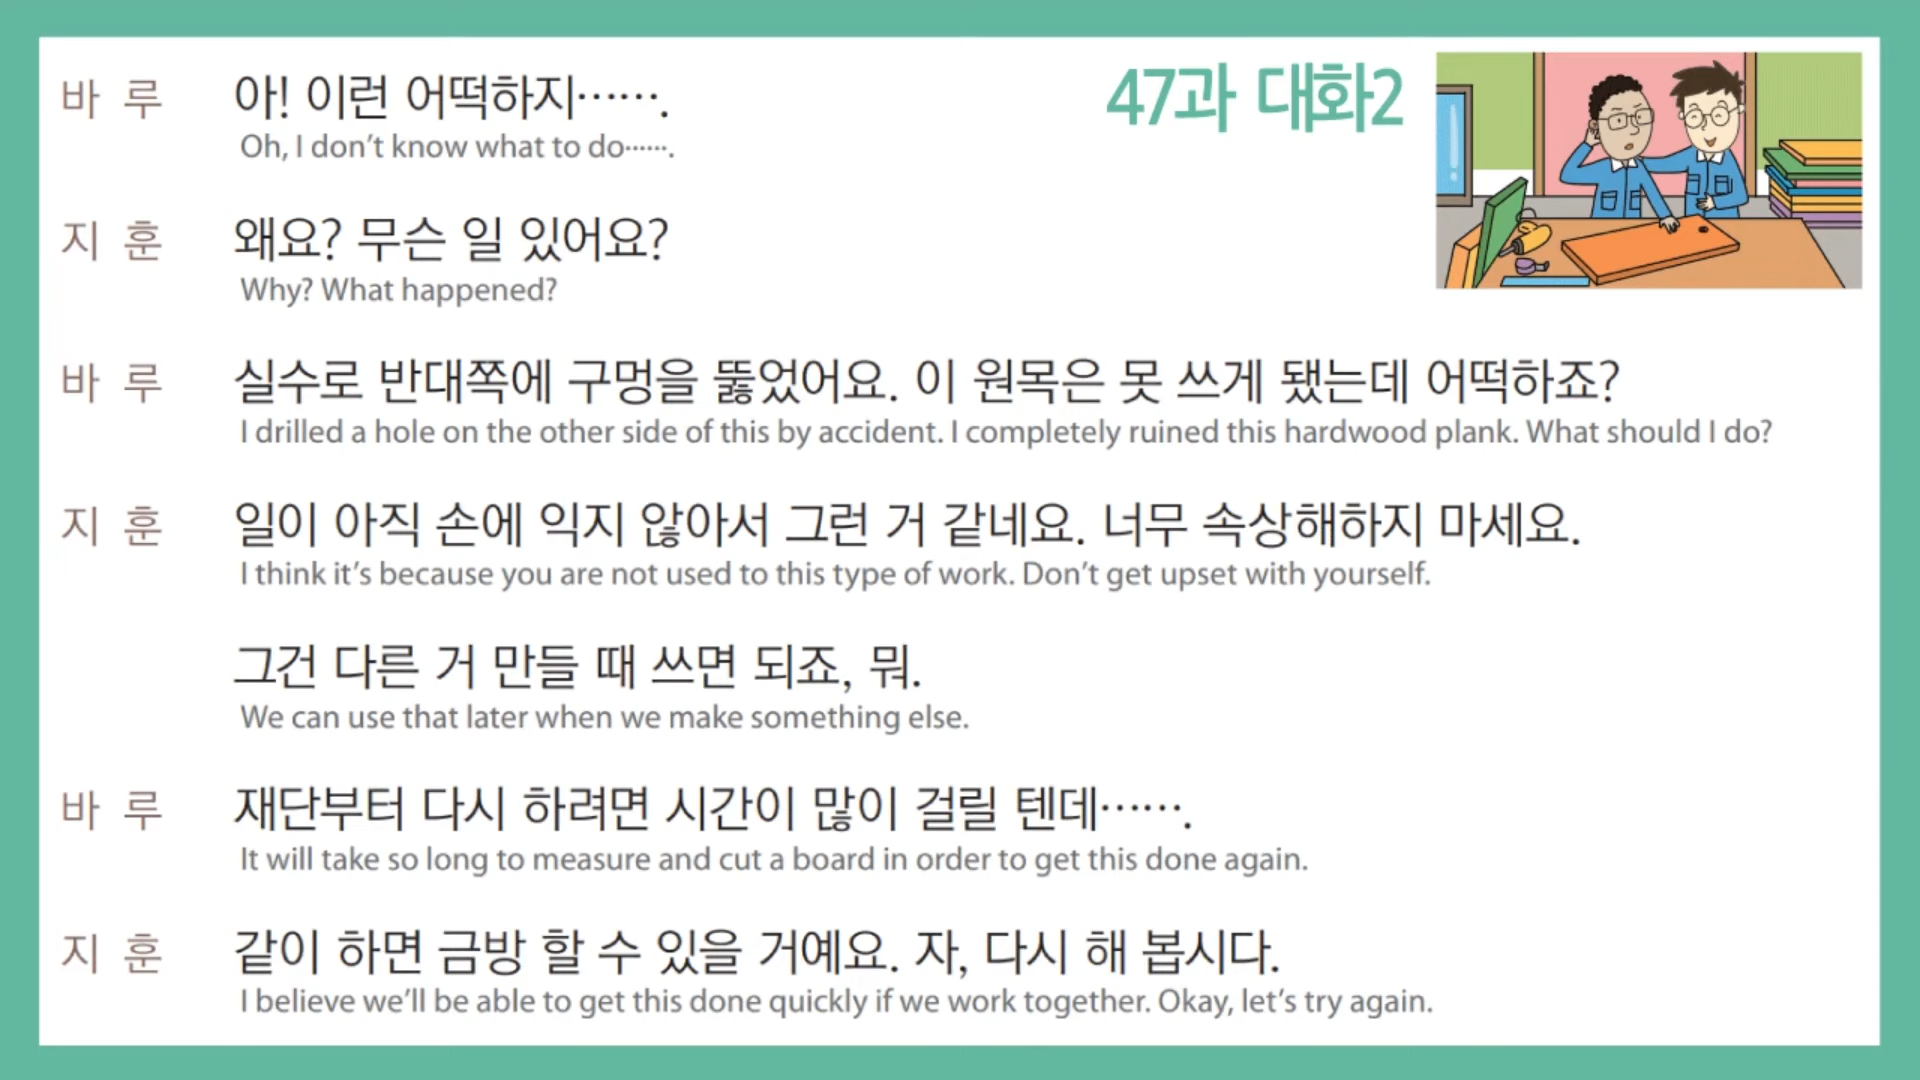 47과 대화2
바 루 아! 이런 어떡하지…….
Oh, I don’t know what to do…….
지 훈 왜요? 무슨 일 있어요?
Why? What happened?
바 루 실수로 반대쪽에 구멍을 뚫었어요. 이 원목은 못 쓰게 됐는데 어떡하죠?
I drilled a hole on the other side of this by accident. I completely ruined this hardwood plank. What should I do?
지 훈 일이 아직 손에 익지 않아서 그런 거 같네요. 너무 속상해하지 마세요.
I think it’s because you are not used to this type of work. Don’t get upset with yourself.
그건 다른 거 만들 때 쓰면 되죠, 뭐.
We can use that later when we make something else.
바 루 재단부터 다시 하려면 시간이 많이 걸릴 텐데…….
It will take so long to measure and cut a board in order to get this done again.
지 훈 같이 하면 금방 할 수 있을 거예요. 자, 다시 해 봅시다.
I believe we’ll be able to get this done quickly if we work together. Okay, let’s try again.